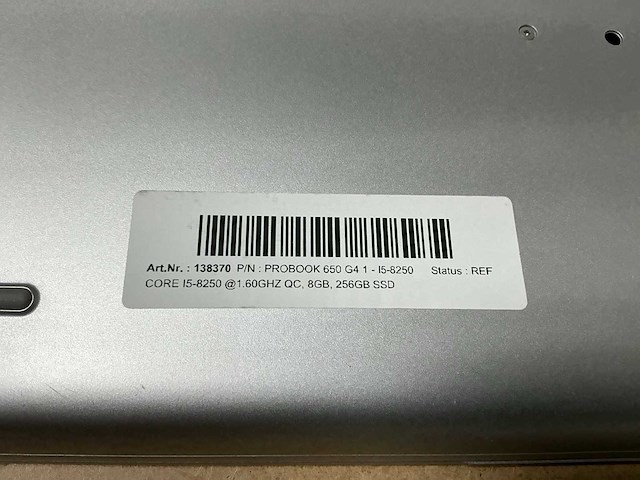 Art.Nr. : 138370 P/N : PROBOOK 650 G4 1 - I5-8250 Status : REF
CORE I5-8250 @1.60GHZ QC, 8GB, 256GB SSD